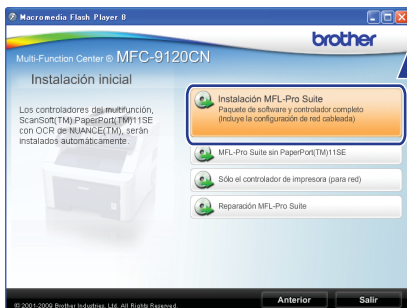 Macromedia Flash Player 8
brother
Multi-Function Center ® MFC-9120CN
Instalación inicial
Los controladores del multifunción,
ScanSoft(TM) PaperPort(TM)11SE
con OCR de NUANCE(TM), serán
instalados automáticamente.
Instalación MFL-Pro Suite
Paquete de software y controlador completo
(Incluye la configuración de red cableada)
MFL-Pro Suite sin PaperPort(TM)11SE
Sólo el controlador de impresora (para red)
Reparación MFL-Pro Suite
© 2001-2009 Brother Industries, Ltd. All Rights Reserved.
Anterior
Salir